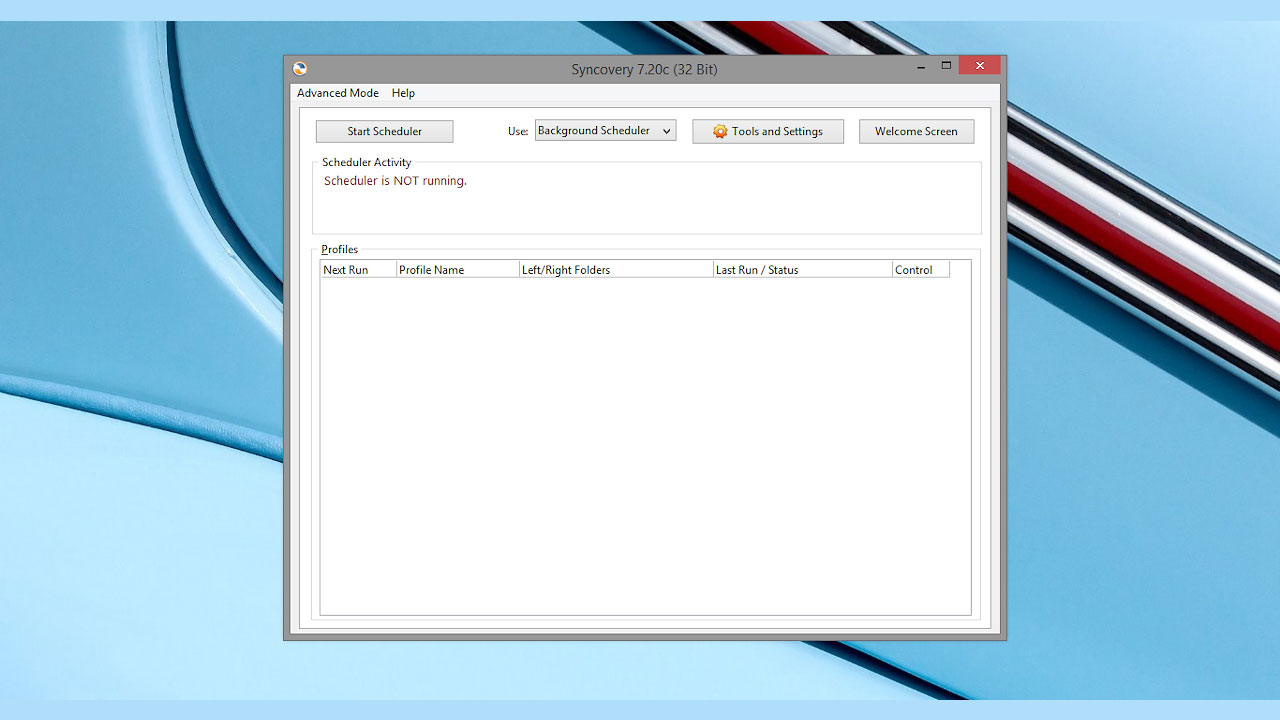 Syncovery 7.20c (32 Bit)
Advanced Mode Help
Start Scheduler Use: Background Scheduler Tools and Settings Welcome Screen
Scheduler Activity
Scheduler is NOT running.
Profiles
Next Run Profile Name Left/Right Folders Last Run / Status Control